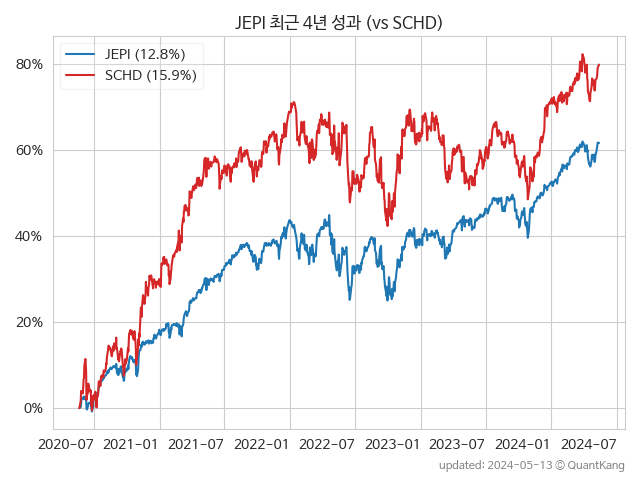 JEPI 최근 4년 성과 (vs SCHD)
JEPI (12.8%)
SCHD (15.9%)
80%
60%
40%
20%
0%
2020-07 2021-01 2021-07 2022-01 2022-07 2023-01 2023-07 2024-01 2024-07
updated: 2024-05-13 © QuantKang